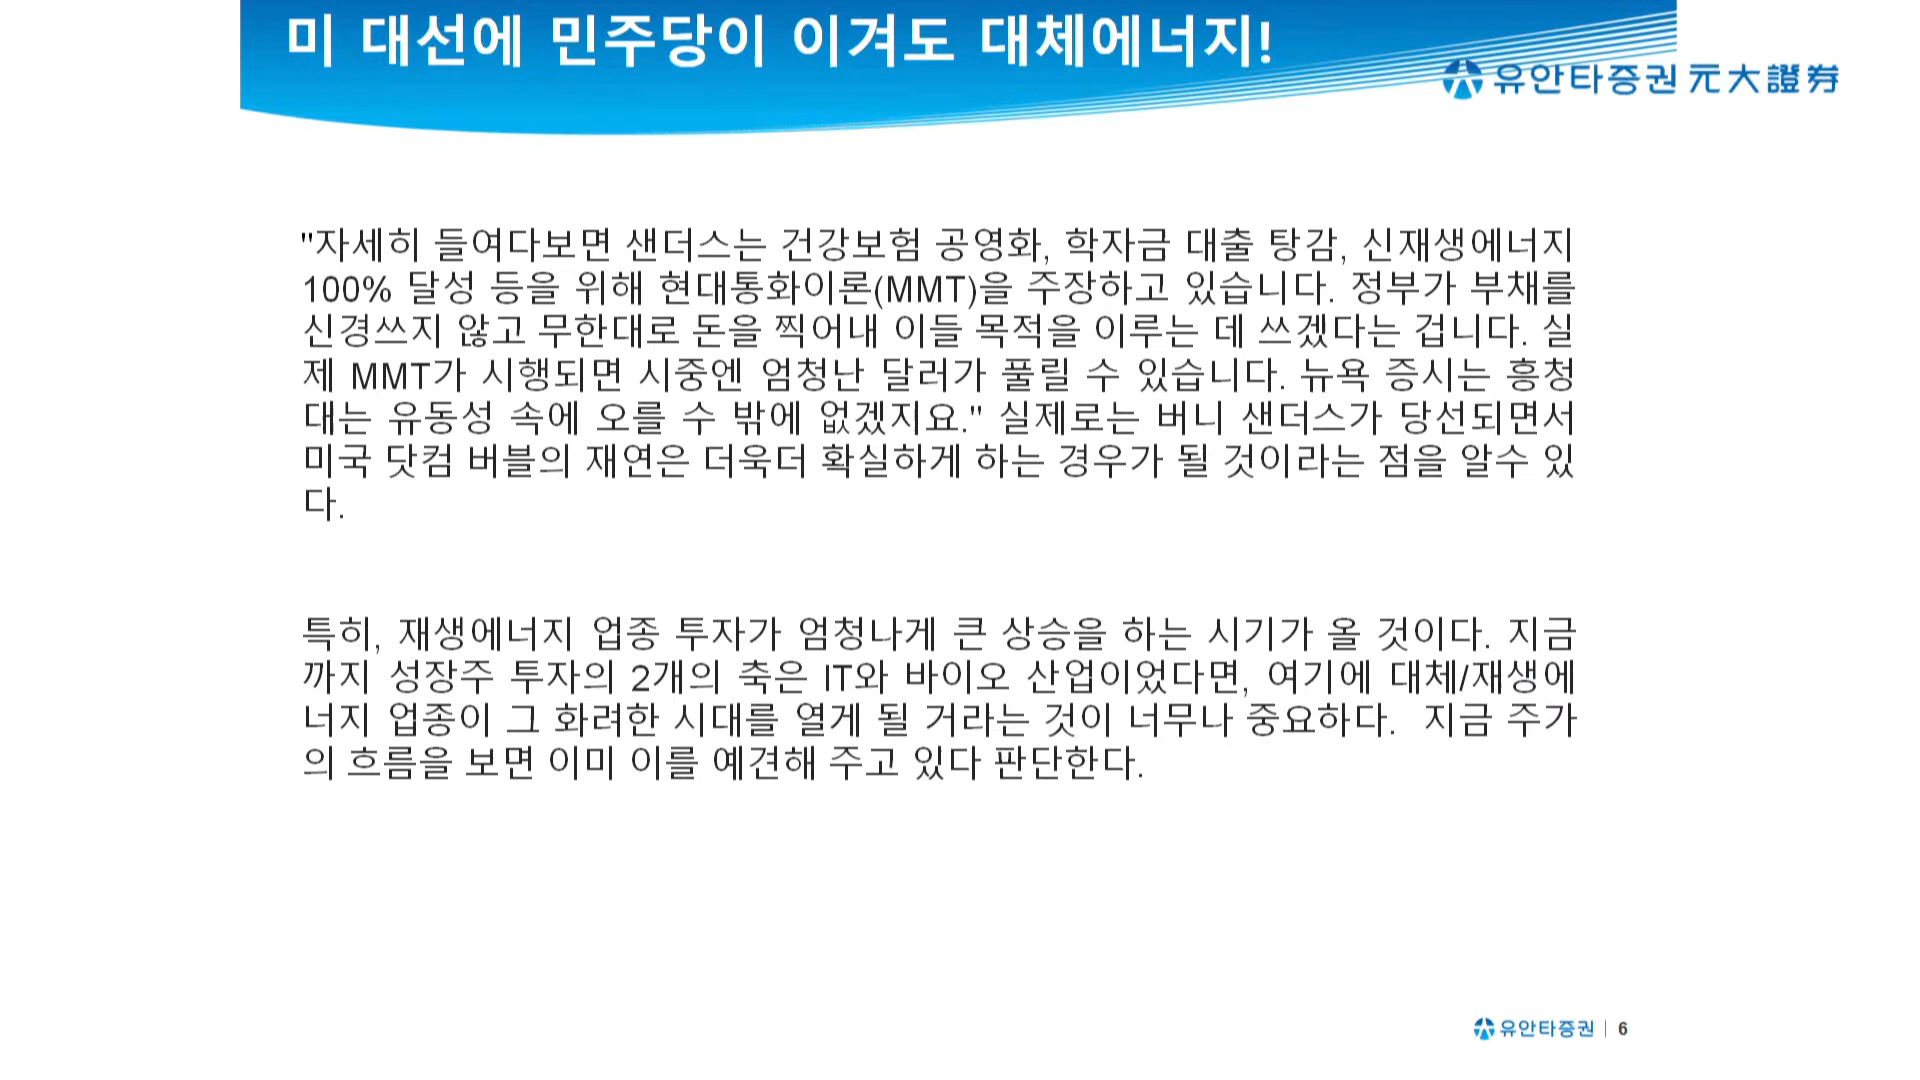 미 대선에 민주당이 이겨도 대체에너지!
유안타증권 元大證券
"자세히 들여다보면 샌더스는 건강보험 공영화, 학자금 대출 탕감, 신재생에너지
100% 달성 등을 위해 현대통화이론(MMT)을 주장하고 있습니다. 정부가 부채를
신경쓰지 않고 무한대로 돈을 찍어내 이들 목적을 이루는 데 쓰겠다는 겁니다. 실
제 MMT가 시행되면 시중엔 엄청난 달러가 풀릴 수 있습니다. 뉴욕 증시는 흥청
대는 유동성 속에 오를 수 밖에 없겠지요." 실제로는 버니 샌더스가 당선되면서
미국 닷컴 버블의 재연은 더욱더 확실하게 하는 경우가 될 것이라는 점을 알수 있
다.
특히, 재생에너지 업종 투자가 엄청나게 큰 상승을 하는 시기가 올 것이다. 지금
까지 성장주 투자의 2개의 축은 IT와 바이오 산업이었다면, 여기에 대체/재생에
너지 업종이 그 화려한 시대를 열게 될 거라는 것이 너무나 중요하다. 지금 주가
의 흐름을 보면 이미 이를 예견해 주고 있다 판단한다.
유안타증권 | 6